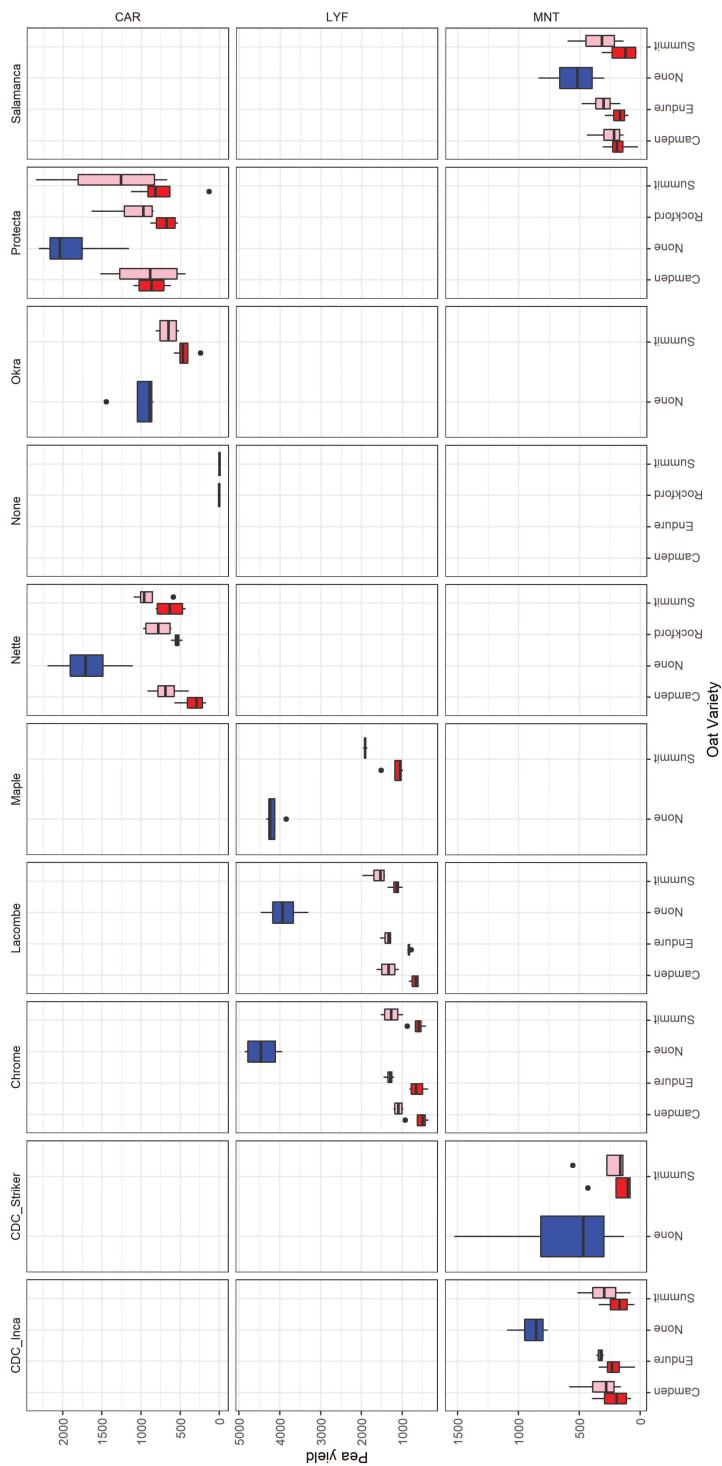 CDC_Inca CDC_Striker Chrome Lacombe Maple Nette None Okra Protecta Salamanca
2000
1500
1000
500
0
CAR
Pea yield
5000
3000
1000
LYF
1500
1000
500
0
MNT
Camden Endure None Summit None Summit Camden Endure None Summit Camden Endure None Summit None Summit Camden None Rockford Summit Camden Endure Rockford Summit None Summit Camden None Rockford Summit Camden Endure None Summit
Oat Variety